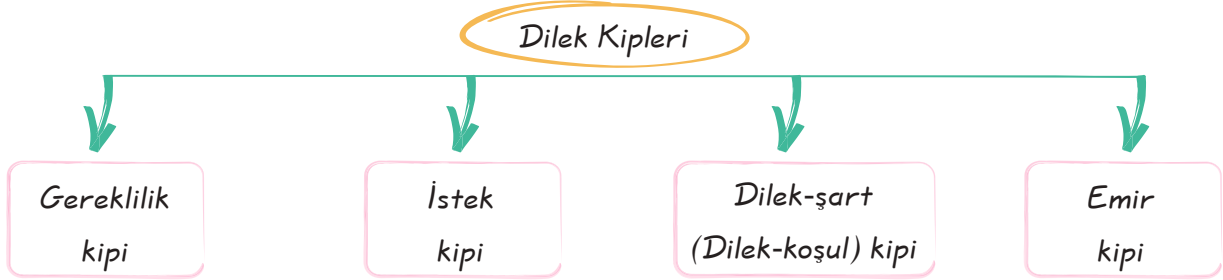 Dilek Kipleri
Gereklilik
kipi
İstek
kipi
Dilek-şart
(Dilek-koşul) kipi
Emir
kipi